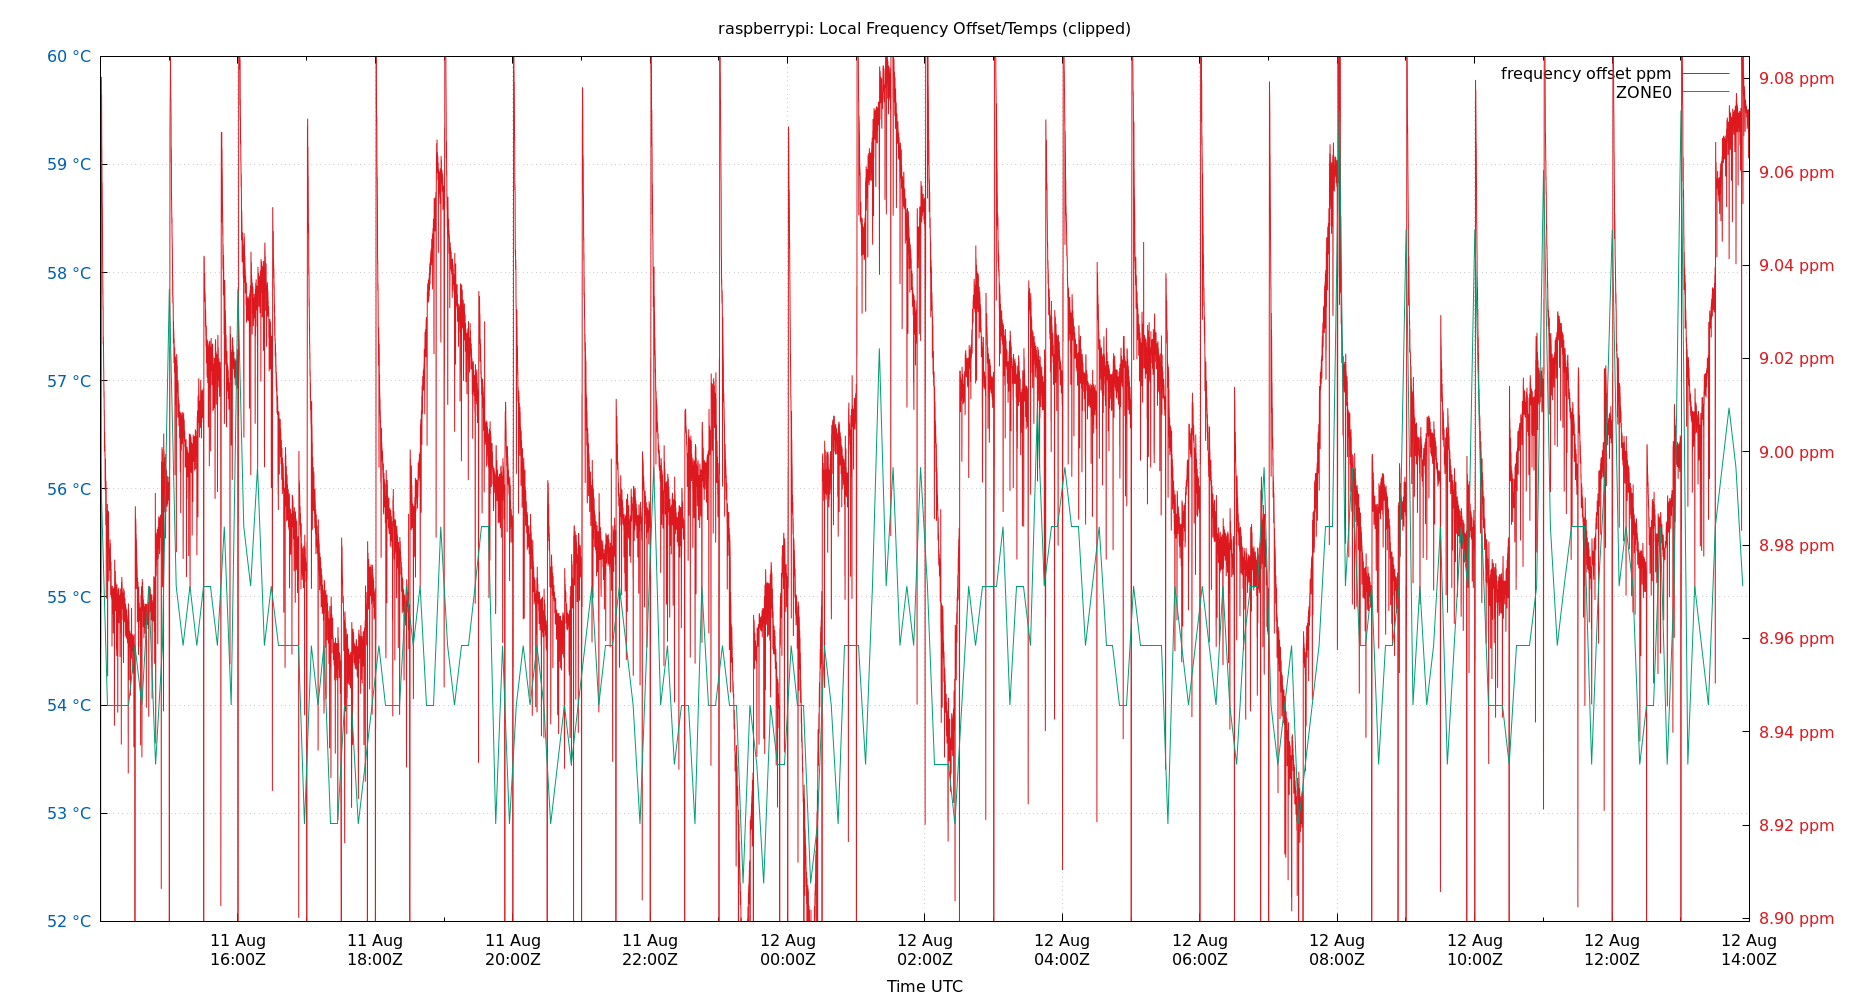 raspberrypi: Local Frequency Offset/Temps (clipped)
60 °C
59 °C
58 °C
57 °C
56 °C
55 °C
54 °C
53 °C
52 °C
frequency offset ppm
ZONE0
9.08 ppm
9.06 ppm
9.04 ppm
9.02 ppm
9.00 ppm
8.98 ppm
8.96 ppm
8.94 ppm
8.92 ppm
8.90 ppm
11 Aug 11 Aug 11 Aug 11 Aug 12 Aug 12 Aug 12 Aug 12 Aug 12 Aug 12 Aug 12 Aug 12 Aug
16:00Z 18:00Z 20:00Z 22:00Z 00:00Z 02:00Z 04:00Z 06:00Z 08:00Z 10:00Z 12:00Z 14:00Z
Time UTC